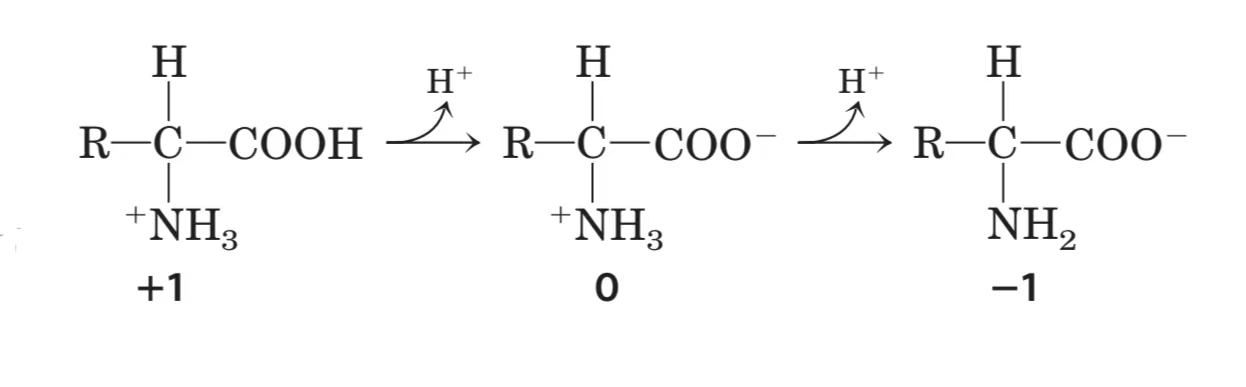 H H⁺ H H⁺ H
R—C—COOH → R—C—COO⁻ → R—C—COO⁻
⁺NH₃ ⁺NH₃ NH₂
+1 0 −1